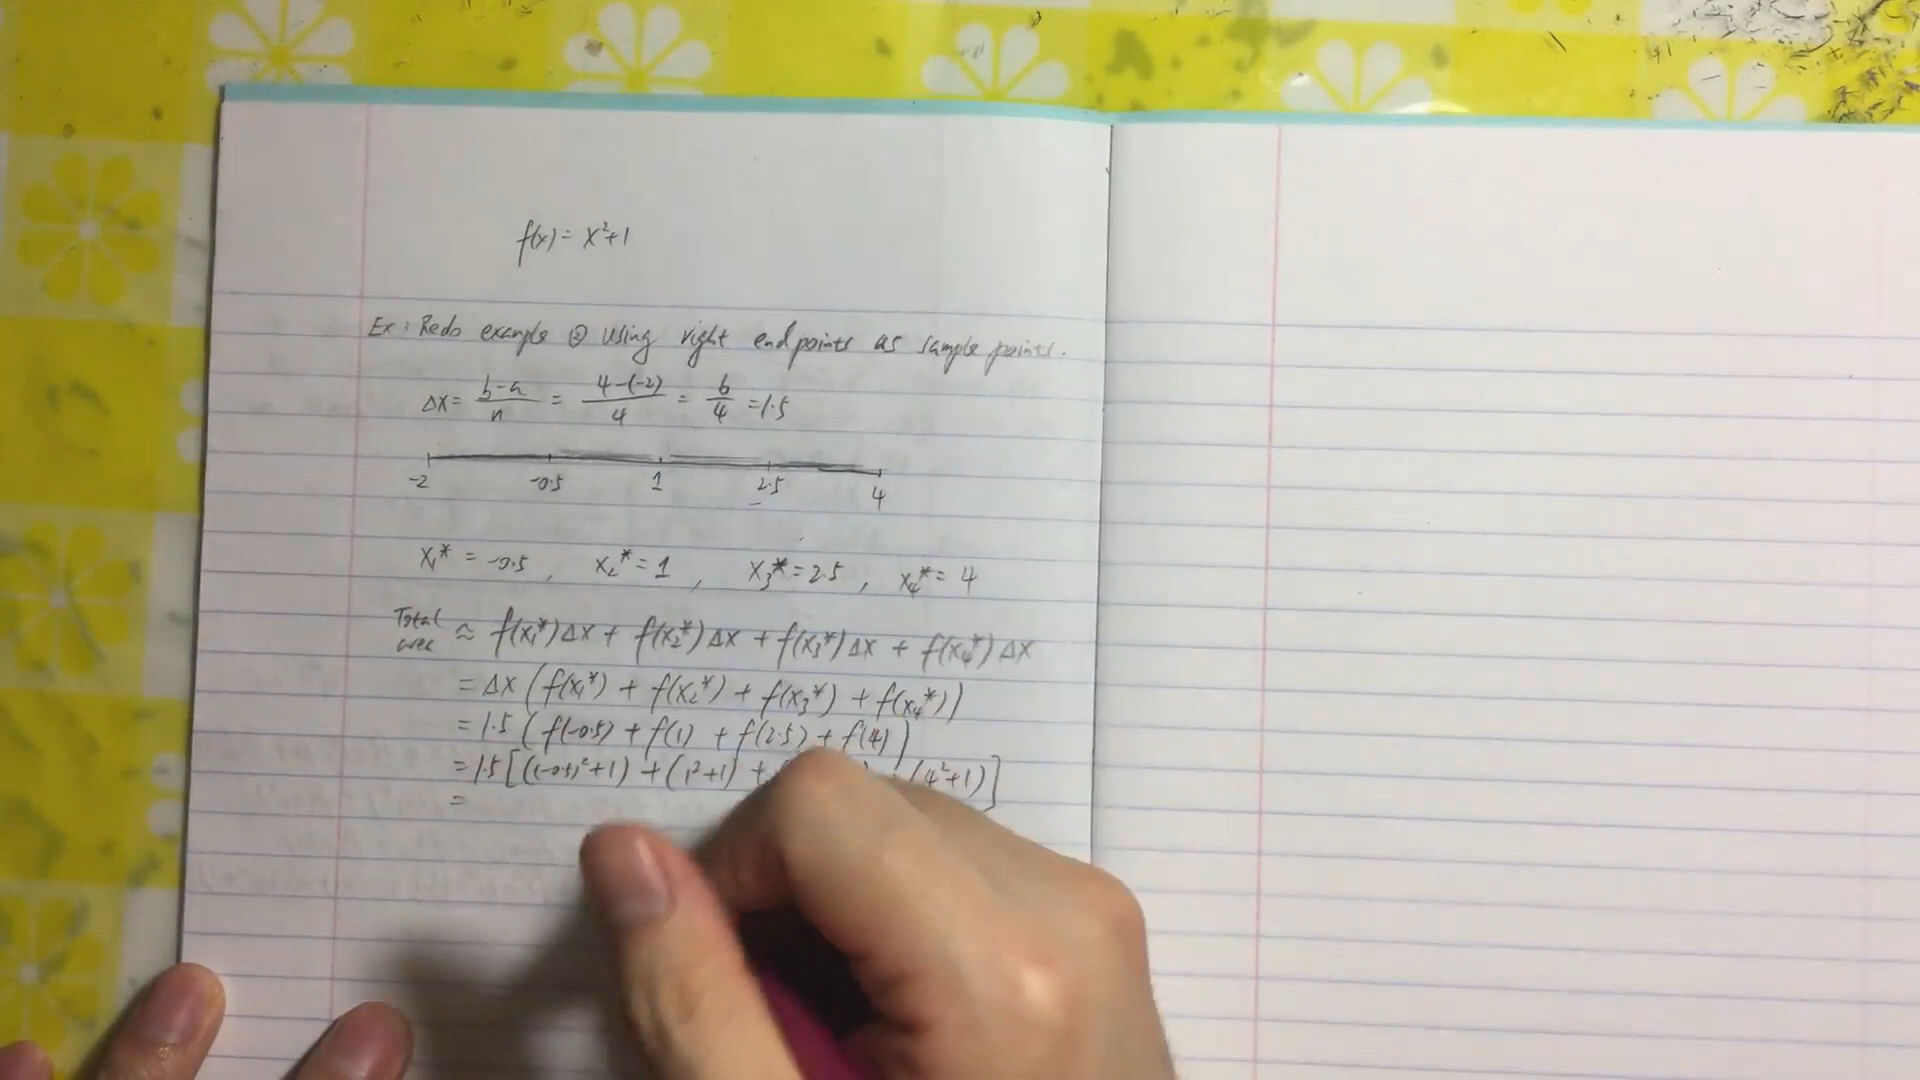 f(x) = x²+1
Ex: Redo example ② using right endpoints as sample points.
Δx = (b-a)/n = (4-(-2))/4 = 6/4 = 1.5
-2 -0.5 1 2.5 4
x₁* = -0.5, x₂* = 1, x₃* = 2.5, x₄* = 4
Total area ≈ f(x₁*)Δx + f(x₂*)Δx + f(x₃*)Δx + f(x₄*)Δx
= Δx (f(x₁*) + f(x₂*) + f(x₃*) + f(x₄*))
= 1.5 (f(-0.5) + f(1) + f(2.5) + f(4))
= 1.5 [((-0.5)²+1) + (1²+1) + (4²+1)]
=